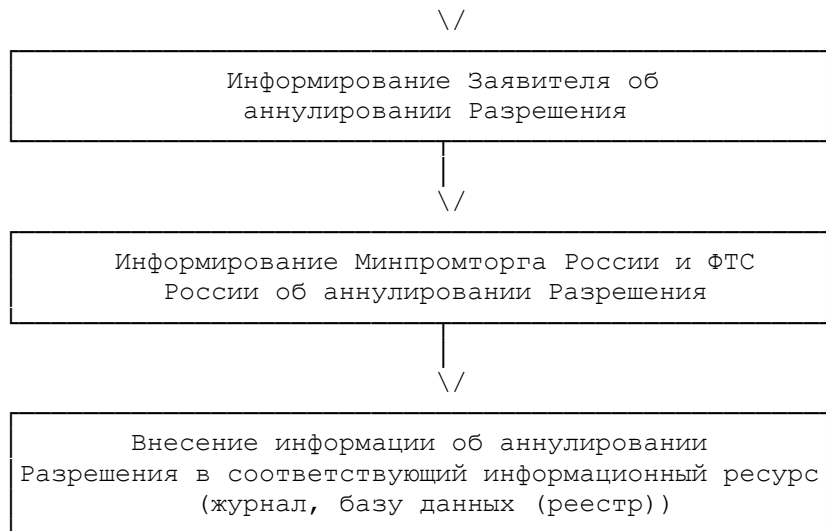 \/
Информирование Заявителя об
аннулировании Разрешения
\/
Информирование Минпромторга России и ФТС
России об аннулировании Разрешения
\/
Внесение информации об аннулировании
Разрешения в соответствующий информационный ресурс
(журнал, базу данных (реестр))